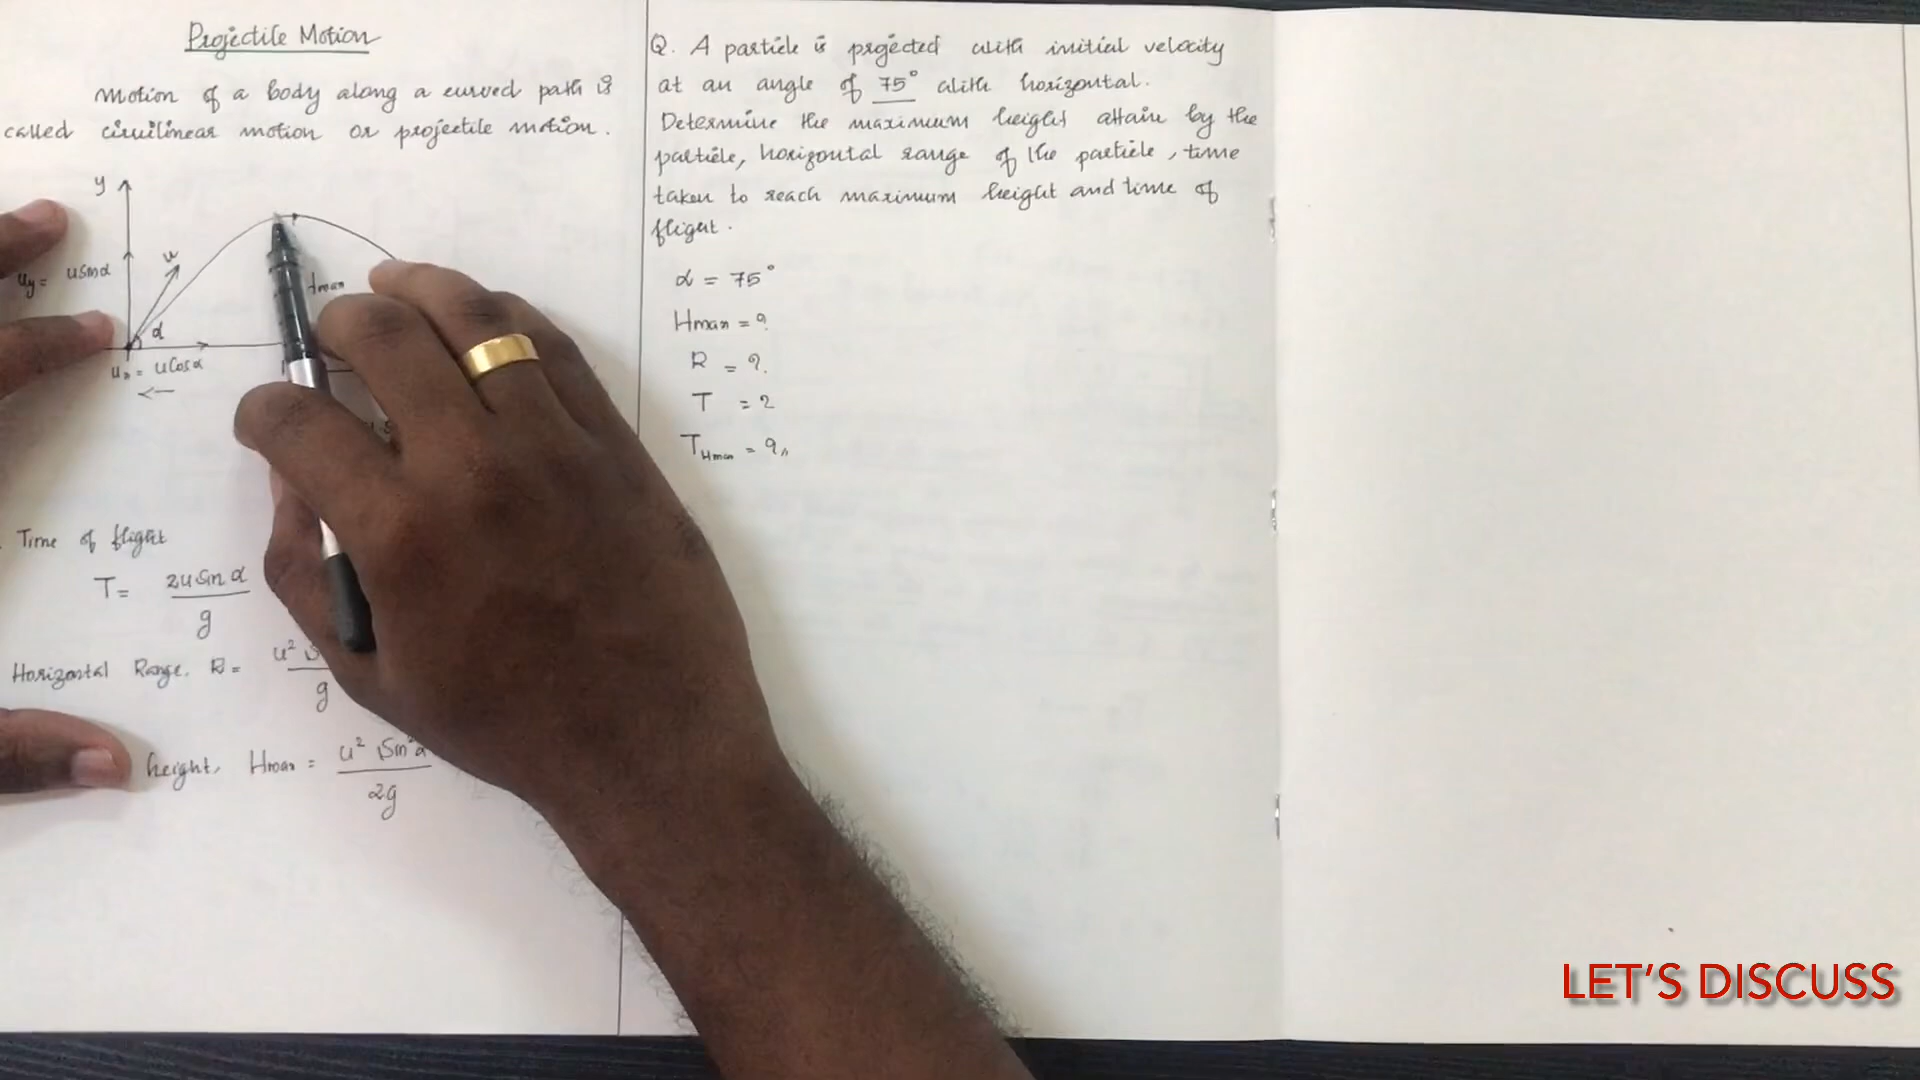 Projectile Motion
Motion of a body along a curved path is
called
motion or projectile motion.
y
u
uy = usinα
Hmax
α
ux = uCosα
←
Time of flight
T = 2usin α
g
Horizontal Range. R = u²
g
height, Hmax = u² Sin²α
2g
Q. A particle is projected with initial velocity
at an angle of 75° with horizontal.
Determine the maximum height attain by the
particle, horizontal range of the particle, time
taken to reach maximum height and time of
flight.
α = 75°
Hmax = ?
R = ?
T = ?
THmax = ?
LET'S DISCUSS